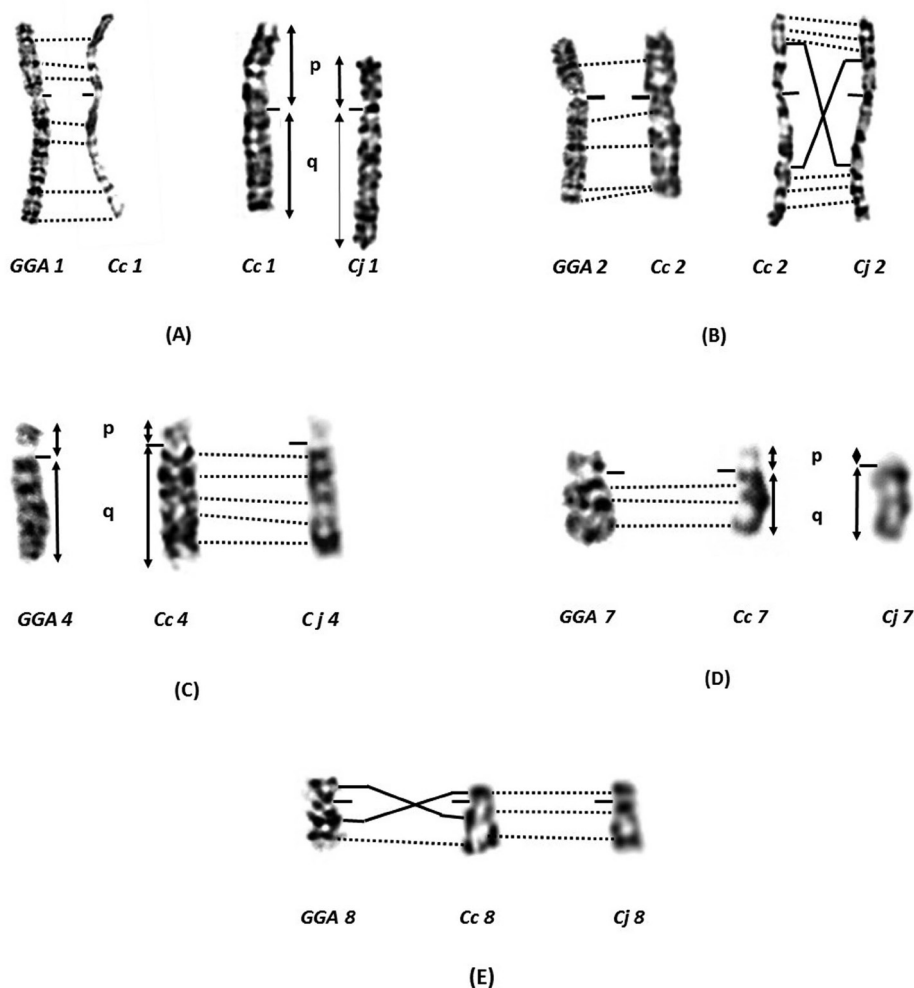 p
q
GGA 1 Cc 1 Cc 1 Cj 1
(A)
GGA 2 Cc 2 Cc 2 Cj 2
(B)
p
q
GGA 4 Cc 4 C j 4
(C)
p
q
GGA 7 Cc 7 Cj 7
(D)
GGA 8 Cc 8 Cj 8
(E)